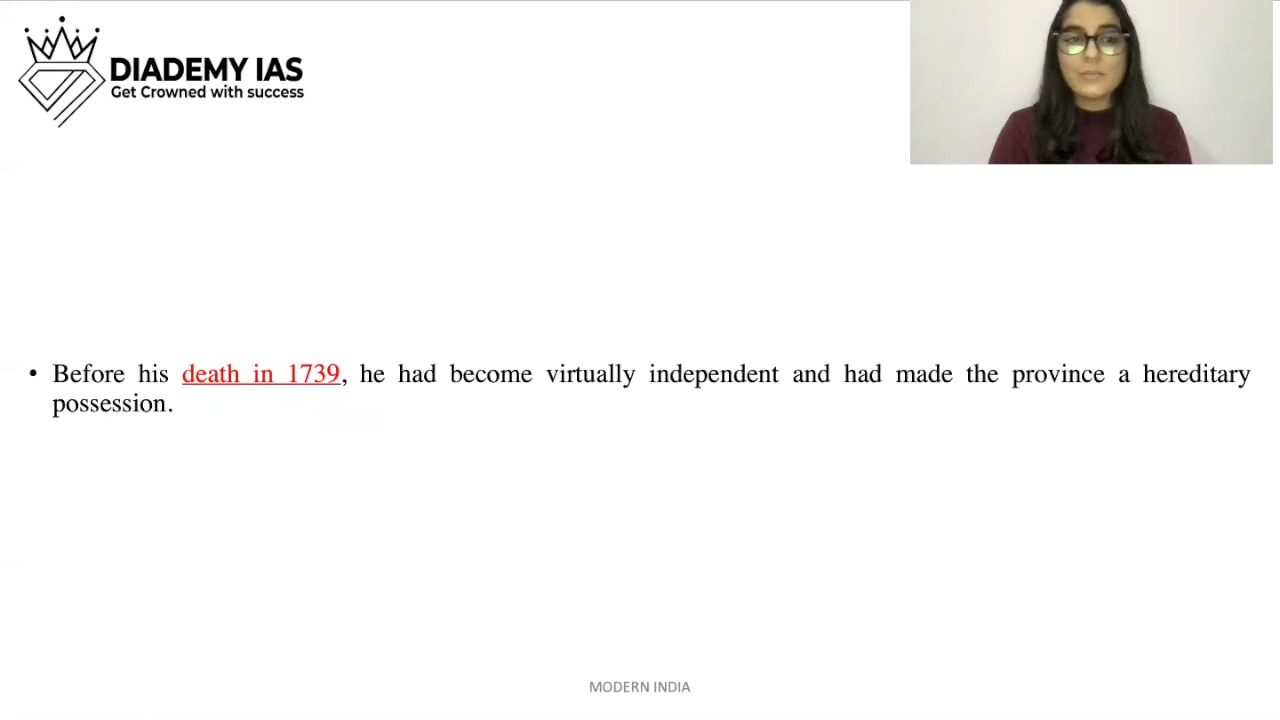 DIADEMY IAS
Get Crowned with success
• Before his death in 1739, he had become virtually independent and had made the province a hereditary
possession.
MODERN INDIA